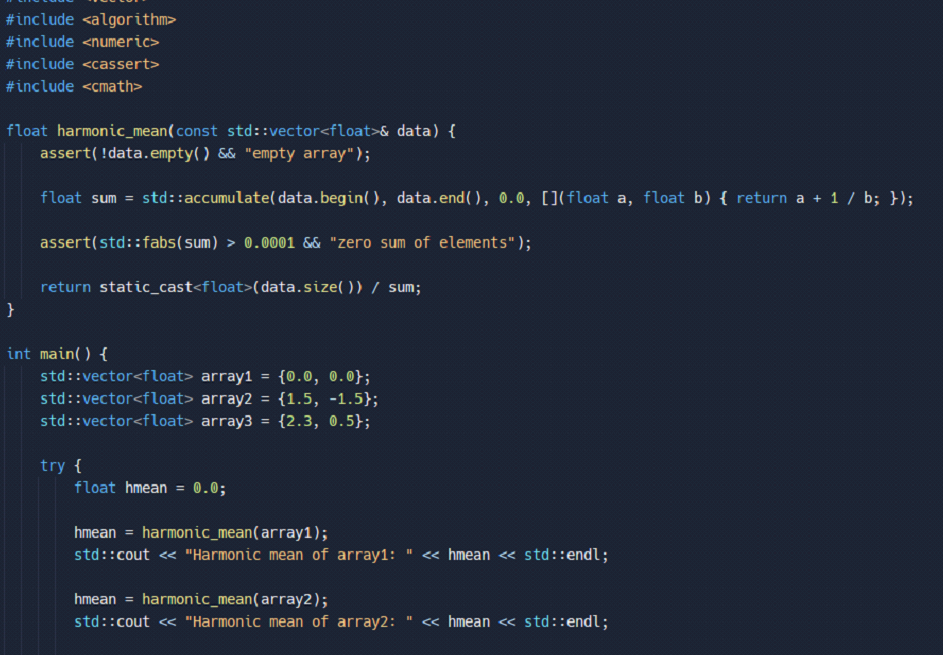 #include <vector>
#include <algorithm>
#include <numeric>
#include <cassert>
#include <cmath>
float harmonic_mean(const std::vector<float>& data) {
assert(!data.empty() && "empty array");
float sum = std::accumulate(data.begin(), data.end(), 0.0, [](float a, float b) { return a + 1 / b; });
assert(std::fabs(sum) > 0.0001 && "zero sum of elements");
return static_cast<float>(data.size()) / sum;
}
int main() {
std::vector<float> array1 = {0.0, 0.0};
std::vector<float> array2 = {1.5, -1.5};
std::vector<float> array3 = {2.3, 0.5};
try {
float hmean = 0.0;
hmean = harmonic_mean(array1);
std::cout << "Harmonic mean of array1: " << hmean << std::endl;
hmean = harmonic_mean(array2);
std::cout << "Harmonic mean of array2: " << hmean << std::endl;